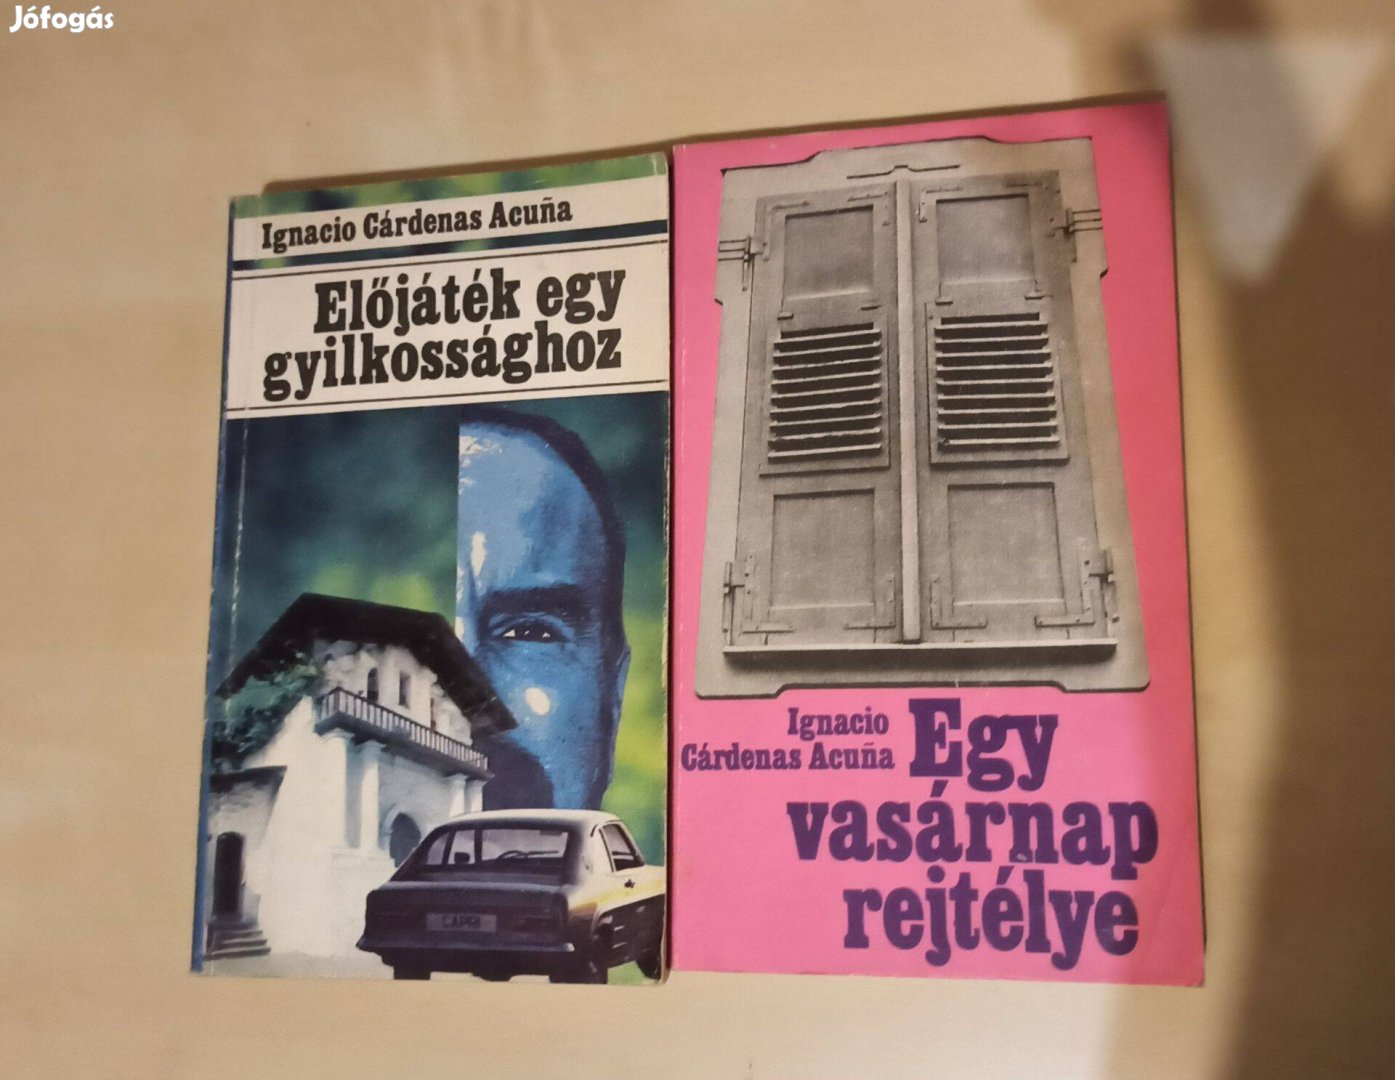 Jófogás
Ignacio Cárdenas Acuña
Előjáték egy
gyilkossághoz
CAPRI
Ignacio
Cárdenas Acuña
Egy
vasárnap
rejtélye